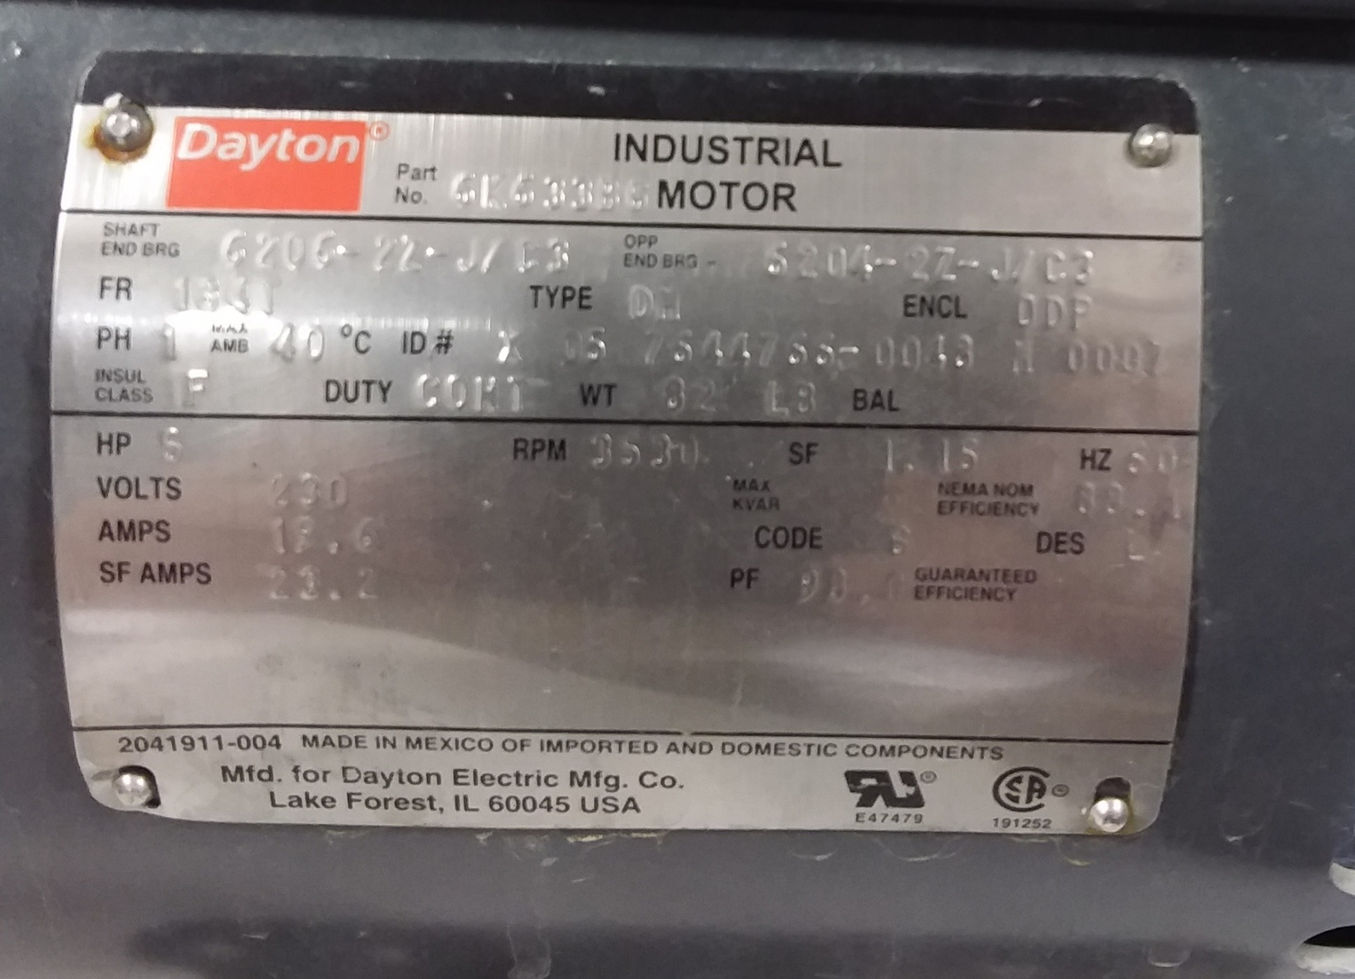 Dayton® INDUSTRIAL
Part No. MOTOR
SHAFT END BRG 6206-2Z-J/C3 OPP END BRG - 6204-2Z-J/C3
FR TYPE ENCL ODP
PH 1 MAX AMB 40 °C ID#
INSUL CLASS F DUTY CONT WT 82 LB BAL
HP 5 RPM 3530 SF 1.15 HZ 60
VOLTS 230 MAX KVAR NEMA NOM EFFICIENCY
AMPS CODE DES
SF AMPS 23.2 PF GUARANTEED EFFICIENCY
2041911-004 MADE IN MEXICO OF IMPORTED AND DOMESTIC COMPONENTS
Mfd. for Dayton Electric Mfg. Co.
Lake Forest, IL 60045 USA
E47479
SA®
191252